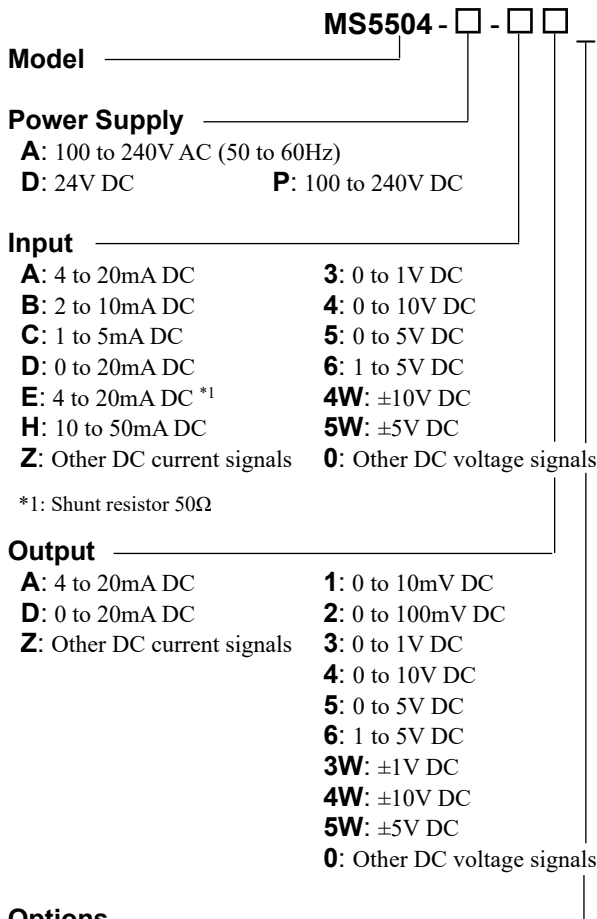 MS5504 - □ - □ □
Model
Power Supply
A: 100 to 240V AC (50 to 60Hz)
D: 24V DC P: 100 to 240V DC
Input
A: 4 to 20mA DC 3: 0 to 1V DC
B: 2 to 10mA DC 4: 0 to 10V DC
C: 1 to 5mA DC 5: 0 to 5V DC
D: 0 to 20mA DC 6: 1 to 5V DC
E: 4 to 20mA DC *1 4W: ±10V DC
H: 10 to 50mA DC 5W: ±5V DC
Z: Other DC current signals 0: Other DC voltage signals
*1: Shunt resistor 50Ω
Output
A: 4 to 20mA DC 1: 0 to 10mV DC
D: 0 to 20mA DC 2: 0 to 100mV DC
Z: Other DC current signals 3: 0 to 1V DC
4: 0 to 10V DC
5: 0 to 5V DC
6: 1 to 5V DC
3W: ±1V DC
4W: ±10V DC
5W: ±5V DC
0: Other DC voltage signals
Options